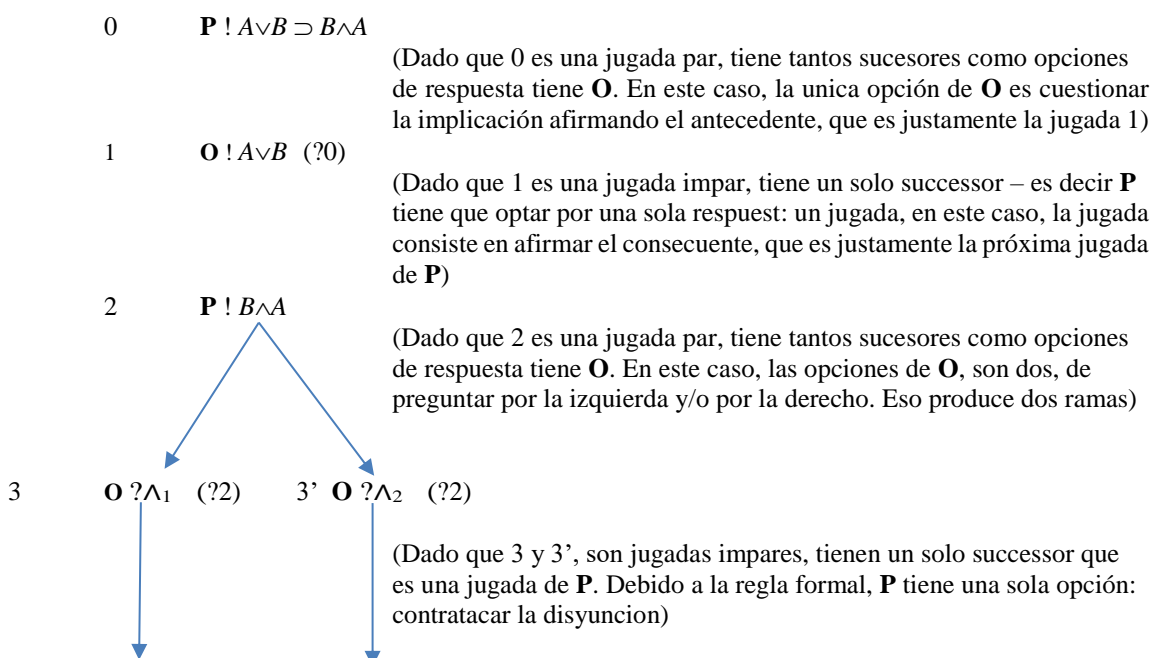 0 P ! A∨B ⊃ B∧A
(Dado que 0 es una jugada par, tiene tantos sucesores como opciones
de respuesta tiene O. En este caso, la unica opción de O es cuestionar
la implicación afirmando el antecedente, que es justamente la jugada 1)
1 O ! A∨B (?0)
(Dado que 1 es una jugada impar, tiene un solo successor – es decir P
tiene que optar por una sola respuest: un jugada, en este caso, la jugada
consiste en afirmar el consecuente, que es justamente la próxima jugada
de P)
2 P ! B∧A
(Dado que 2 es una jugada par, tiene tantos sucesores como opciones
de respuesta tiene O. En este caso, las opciones de O, son dos, de
preguntar por la izquierda y/o por la derecho. Eso produce dos ramas)
3 O ?∧₁ (?2) 3’ O ?∧₂ (?2)
(Dado que 3 y 3’, son jugadas impares, tienen un solo successor que
es una jugada de P. Debido a la regla formal, P tiene una sola opción:
contratacar la disyuncion)